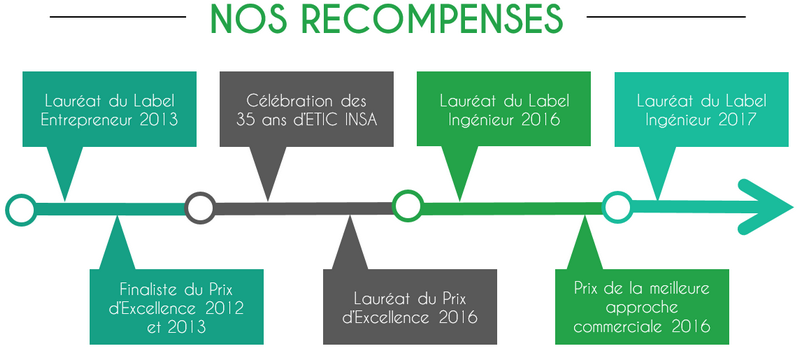 NOS RECOMPENSES
Lauréat du Label
Entrepreneur 2013
Célébration des
35 ans d'ETIC INSA
Lauréat du Label
Ingénieur 2016
Lauréat du Label
Ingénieur 2017
Finaliste du Prix
d'Excellence 2012
et 2013
Lauréat du Prix
d'Excellence 2016
Prix de la meilleure
approche
commerciale 2016